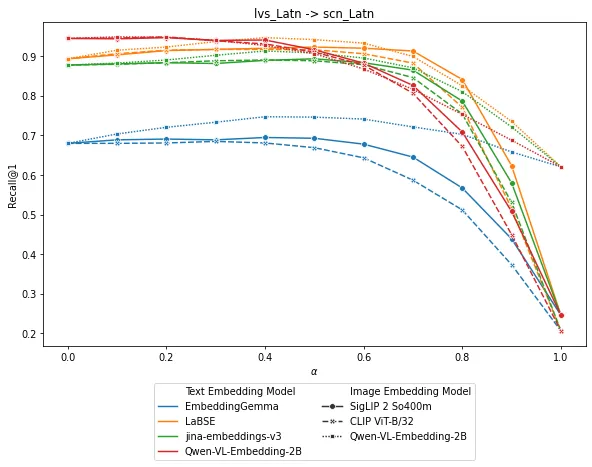 lvs_Latn -> scn_Latn
Recall@1
0.9
0.8
0.7
0.6
0.5
0.4
0.3
0.2
0.0
0.2
0.4
0.6
0.8
1.0
α
Text Embedding Model
EmbeddingGemma
LaBSE
jina-embeddings-v3
Qwen-VL-Embedding-2B
Image Embedding Model
SigLIP 2 So400m
CLIP ViT-B/32
Qwen-VL-Embedding-2B